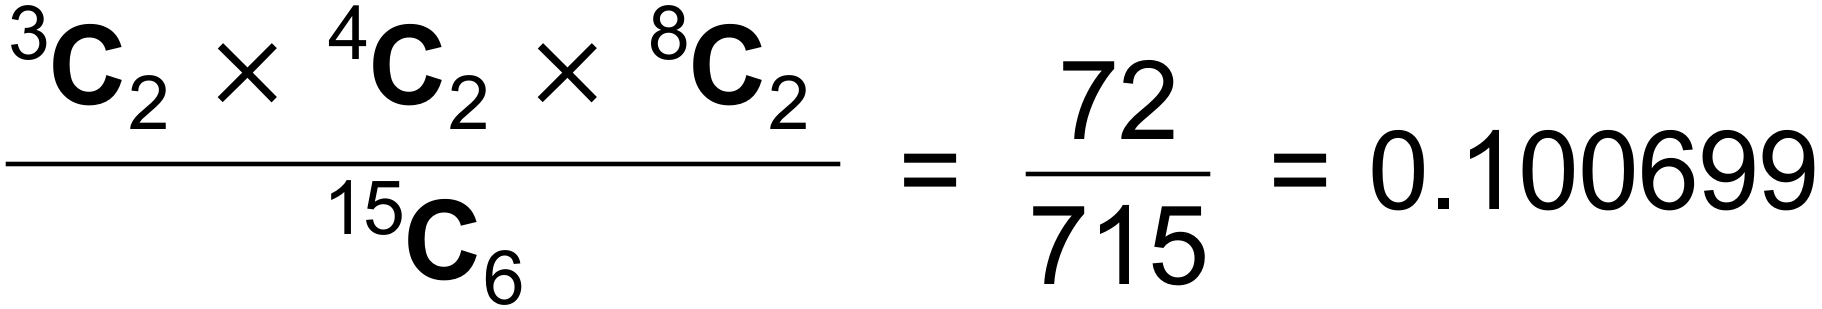 ³C₂ × ⁴C₂ × ⁸C₂
¹⁵C₆
= 72
715
= 0.100699